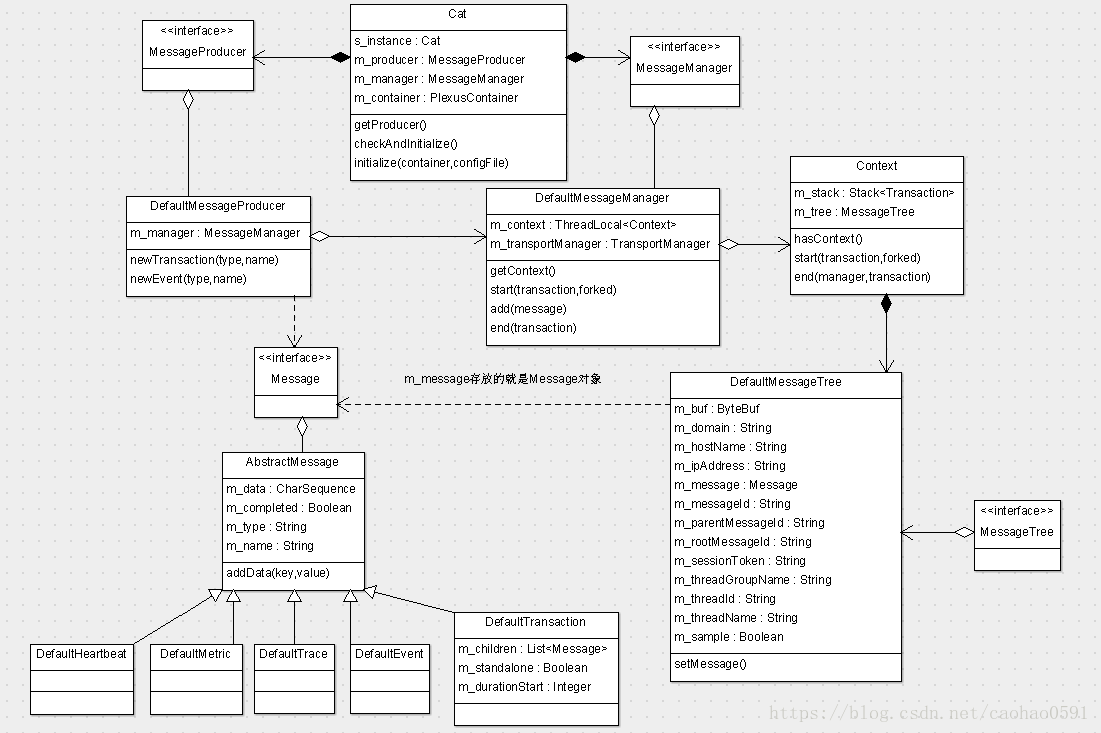 Cat
s_instance : Cat
m_producer : MessageProducer
m_manager : MessageManager
m_container : PlexusContainer
getProducer()
checkAndInitialize()
initialize(container,configFile)
<<interface>>
MessageProducer
<<interface>>
MessageManager
Context
m_stack : Stack<Transaction>
m_tree : MessageTree
hasContext()
start(transaction,forked)
end(manager,transaction)
DefaultMessageProducer
m_manager : MessageManager
newTransaction(type,name)
newEvent(type,name)
DefaultMessageManager
m_context : ThreadLocal<Context>
m_transportManager : TransportManager
getContext()
start(transaction,forked)
add(message)
end(transaction)
<<interface>>
Message
m_message存放的就是Message对象
DefaultMessageTree
m_buf : ByteBuf
m_domain : String
m_hostName : String
m_ipAddress : String
m_message : Message
m_messageId : String
m_parentMessageId : String
m_rootMessageId : String
m_sessionToken : String
m_threadGroupName : String
m_threadId : String
m_threadName : String
m_sample : Boolean
setMessage()
<<interface>>
MessageTree
AbstractMessage
m_data : CharSequence
m_completed : Boolean
m_type : String
m_name : String
addData(key,value)
DefaultHeartbeat
DefaultMetric
DefaultTrace
DefaultEvent
DefaultTransaction
m_children : List<Message>
m_standalone : Boolean
m_durationStart : Integer
https://blog.csdn.net/caohao0591